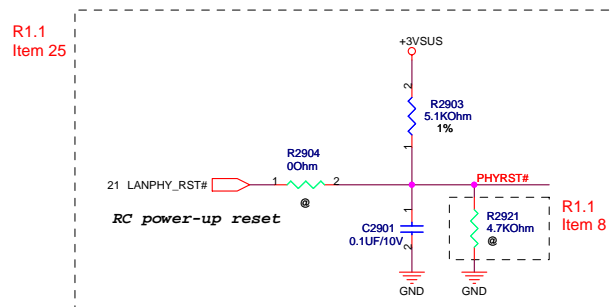 R1.1
Item 25
+3VSUS
2
R2903
5.1KOhm
1%
1
R2904
0Ohm
21 LANPHY_RST#
1
2
PHYRST#
@
RC power-up reset
1
C2901
0.1UF/10V
2
R2921
4.7KOhm
@
R1.1
Item 8
GND
GND